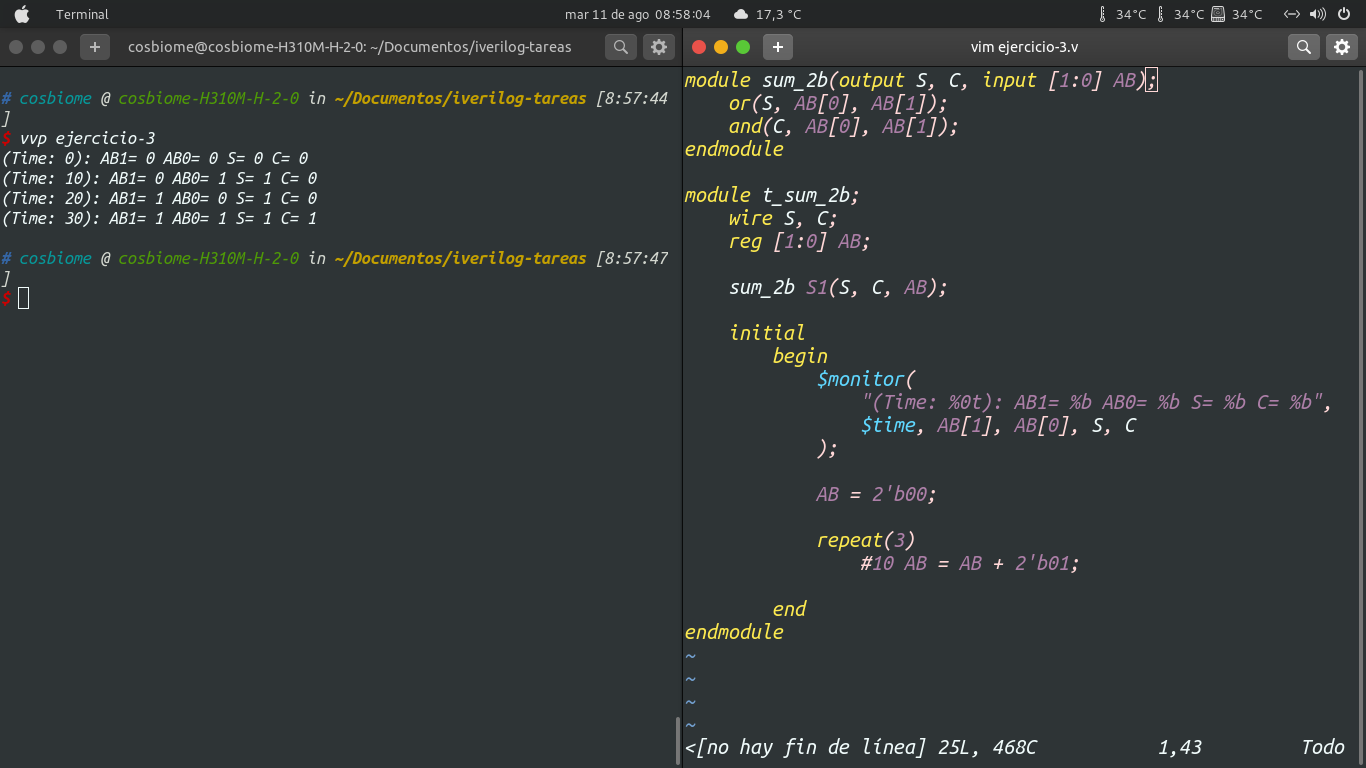 Terminal mar 11 de ago 08:58:04 17,3 °C 34°C 34°C 34°C
cosbiome@cosbiome-H310M-H-2-0: ~/Documentos/iverilog-tareas
# cosbiome @ cosbiome-H310M-H-2-0 in ~/Documentos/iverilog-tareas [8:57:44
]
$ vvp ejercicio-3
(Time: 0): AB1= 0 AB0= 0 S= 0 C= 0
(Time: 10): AB1= 0 AB0= 1 S= 1 C= 0
(Time: 20): AB1= 1 AB0= 0 S= 1 C= 0
(Time: 30): AB1= 1 AB0= 1 S= 1 C= 1
# cosbiome @ cosbiome-H310M-H-2-0 in ~/Documentos/iverilog-tareas [8:57:47
]
$
vim ejercicio-3.v
module sum_2b(output S, C, input [1:0] AB);
    or(S, AB[0], AB[1]);
    and(C, AB[0], AB[1]);
endmodule
module t_sum_2b;
    wire S, C;
    reg [1:0] AB;
    sum_2b S1(S, C, AB);
    initial
        begin
            $monitor(
                "(Time: %0t): AB1= %b AB0= %b S= %b C= %b",
                $time, AB[1], AB[0], S, C
            );
            AB = 2'b00;
            repeat(3)
                #10 AB = AB + 2'b01;
        end
endmodule
~
~
~
~
<[no hay fin de línea] 25L, 468C 1,43 Todo